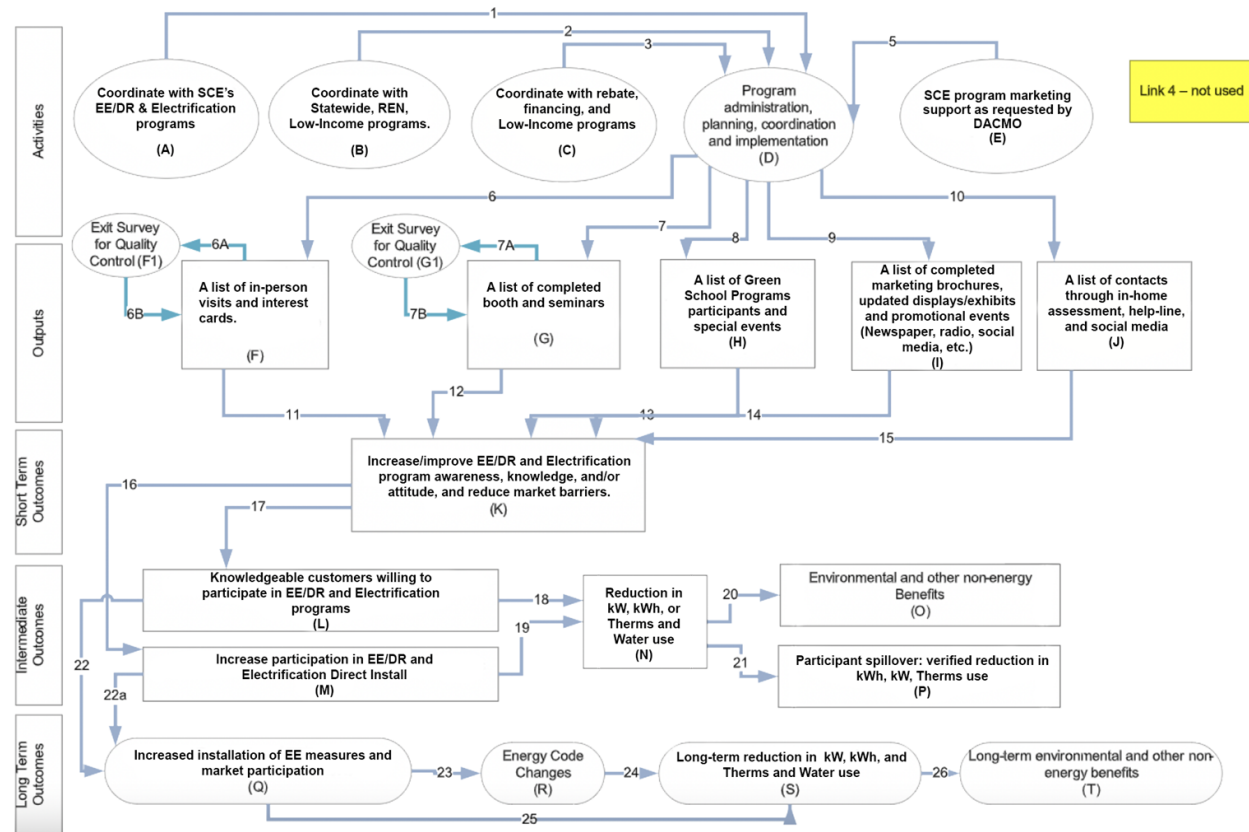 1
2
3
5
Activities
Coordinate with SCE's
EE/DR & Electrification
programs
(A)
Coordinate with
Statewide, REN,
Low-Income programs.
(B)
Coordinate with rebate,
financing, and
Low-Income programs
(C)
Program
administration,
planning, coordination
and implementation
(D)
SCE program marketing
support as requested by
DACMO
(E)
Link 4 – not used
6
7
8
9
10
Outputs
Exit Survey
for Quality
Control (F1)
6A
6B
A list of in-person
visits and interest
cards.
(F)
Exit Survey
for Quality
Control (G1)
7A
7B
A list of completed
booth and seminars
(G)
A list of Green
School Programs
participants and
special events
(H)
A list of completed
marketing brochures,
updated displays/exhibits
and promotional events
(Newspaper, radio, social
media, etc.)
(I)
A list of contacts
through in-home
assessment, help-line,
and social media
(J)
11
12
13
14
15
Short Term
Outcomes
Increase/improve EE/DR and Electrification
program awareness, knowledge, and/or
attitude, and reduce market barriers.
(K)
16
17
Intermediate
Outcomes
Knowledgeable customers willing to
participate in EE/DR and Electrification
programs
(L)
Increase participation in EE/DR and
Electrification Direct Install
(M)
18
19
Reduction in
kW, kWh, or
Therms and
Water use
(N)
20
21
Environmental and other non-energy
Benefits
(O)
Participant spillover: verified reduction in
kWh, kW, Therms use
(P)
22
22a
Long Term
Outcomes
Increased installation of EE measures and
market participation
(Q)
23
Energy Code
Changes
(R)
24
Long-term reduction in kW, kWh, and
Therms and Water use
(S)
26
Long-term environmental and other non-
energy benefits
(T)
25